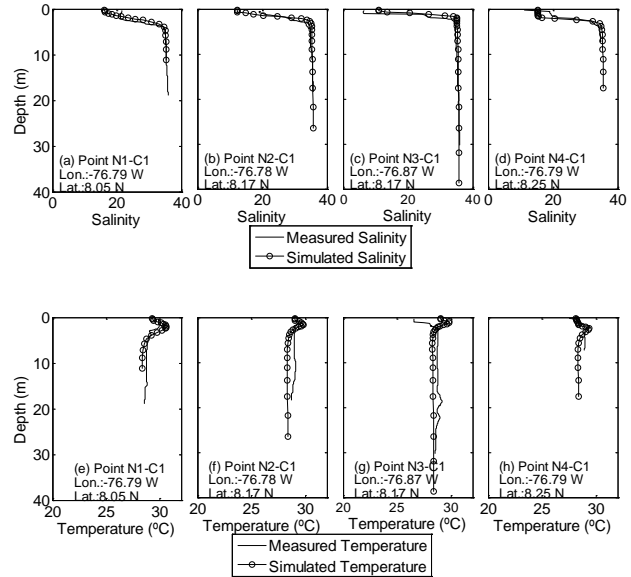 0
10
20
30
40
Depth (m)
(a) Point N1-C1
Lon.:-76.79 W
Lat.:8.05 N
0 20 40
Salinity
(b) Point N2-C1
Lon.:-76.78 W
Lat.:8.17 N
0 20 40
Salinity
(c) Point N3-C1
Lon.:-76.87 W
Lat.:8.17 N
0 20 40
Salinity
(d) Point N4-C1
Lon.:-76.79 W
Lat.:8.25 N
0 20 40
Salinity
Measured Salinity
Simulated Salinity
0
10
20
30
40
Depth (m)
(e) Point N1-C1
Lon.:-76.79 W
Lat.:8.05 N
20 30
Temperature (ºC)
(f) Point N2-C1
Lon.:-76.78 W
Lat.:8.17 N
20 30
Temperature (ºC)
(g) Point N3-C1
Lon.:-76.87 W
Lat.:8.17 N
20 30
Temperature (ºC)
(h) Point N4-C1
Lon.:-76.79 W
Lat.:8.25 N
20 30
Temperature (ºC)
Measured Temperature
Simulated Temperature